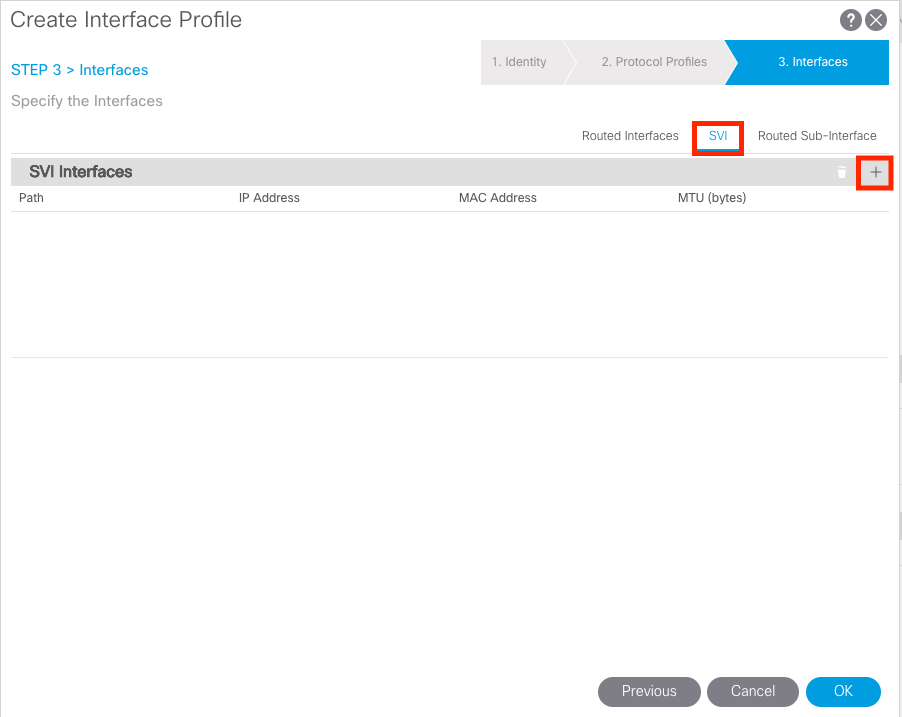 Create Interface Profile
?
STEP 3 > Interfaces
1. Identity
2. Protocol Profiles
3. Interfaces
Specify the Interfaces
Routed Interfaces
SVI
Routed Sub-Interface
SVI Interfaces
+
Path
IP Address
MAC Address
MTU (bytes)
Previous
Cancel
OK